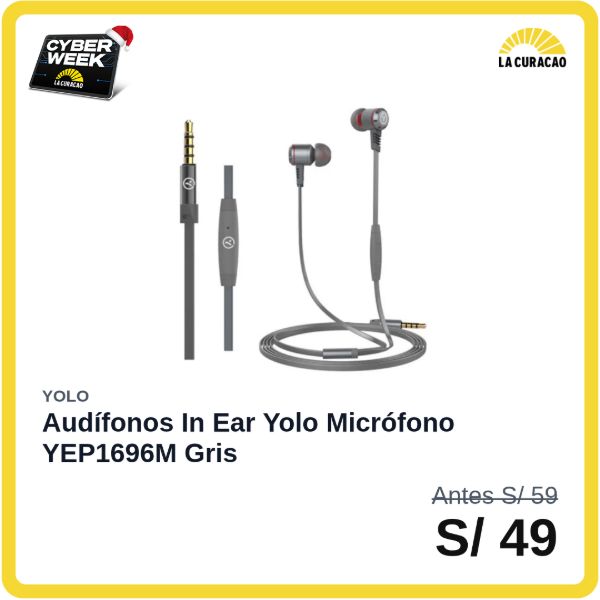 CYBER
WEEK
LA CURACAO
LA CURACAO
YOLO
Audífonos In Ear Yolo Micrófono
YEP1696M Gris
Antes S/ 59
S/ 49